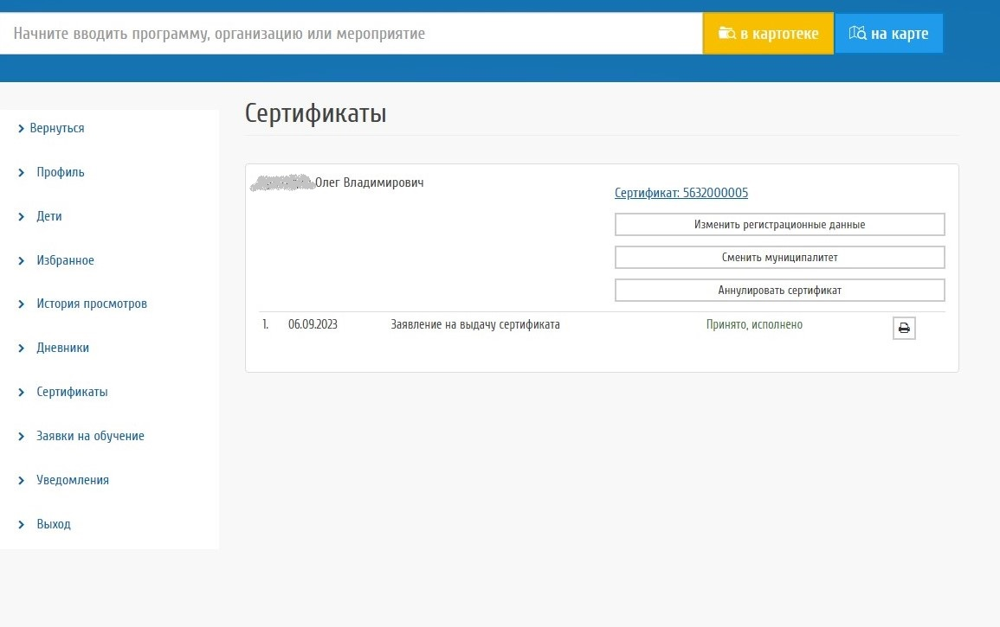 Начните вводить программу, организацию или мероприятие
в картотеке
на карте
Вернуться
Профиль
Дети
Избранное
История просмотров
Дневники
Сертификаты
Заявки на обучение
Уведомления
Выход
Сертификаты
Олег Владимирович
Сертификат: 5632000005
Изменить регистрационные данные
Сменить муниципалитет
Аннулировать сертификат
1. 06.09.2023 Заявление на выдачу сертификата Принято, исполнено